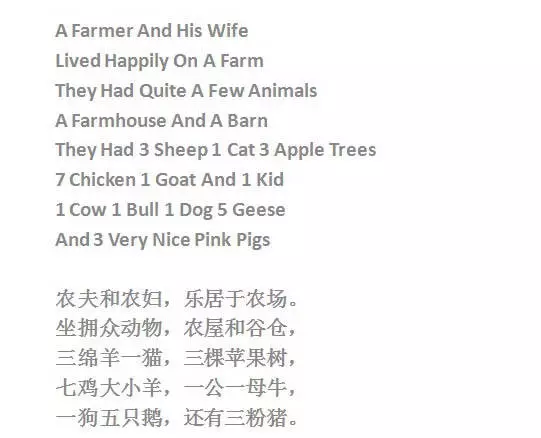 A Farmer And His Wife
Lived Happily On A Farm
They Had Quite A Few Animals
A Farmhouse And A Barn
They Had 3 Sheep 1 Cat 3 Apple Trees
7 Chicken 1 Goat And 1 Kid
1 Cow 1 Bull 1 Dog 5 Geese
And 3 Very Nice Pink Pigs
农夫和农妇，乐居于农场。
坐拥众动物，农屋和谷仓，
三绵羊一猫，三棵苹果树，
七鸡大小羊，一公一母牛，
一狗五只鹅，还有三粉猪。